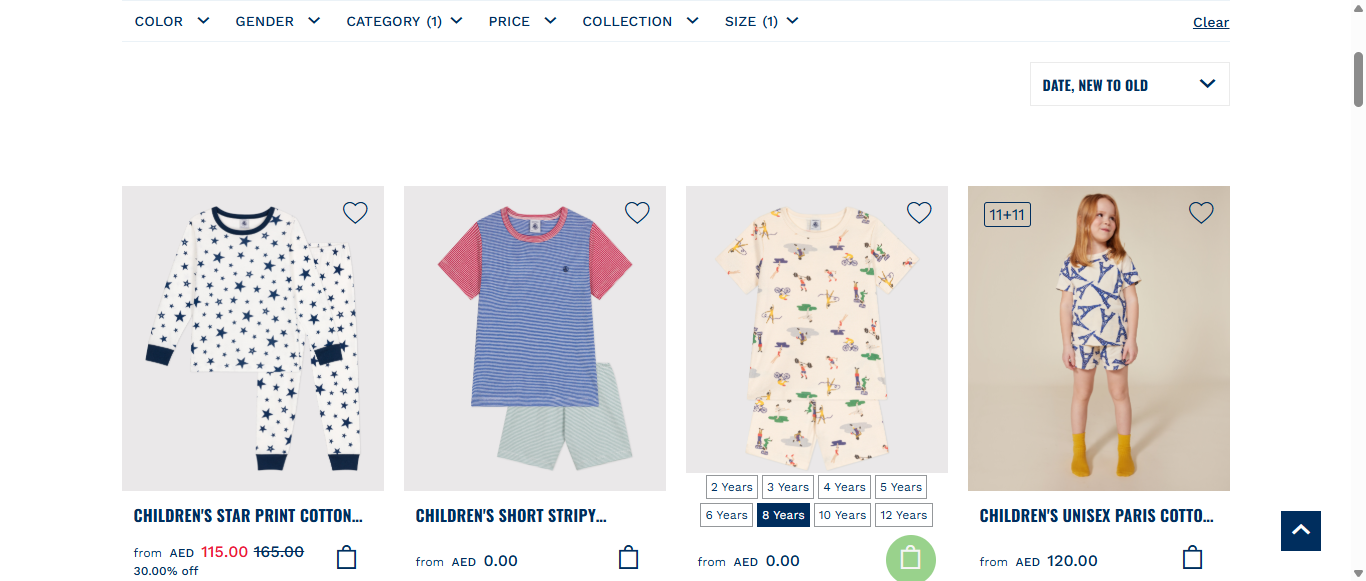 COLOR GENDER CATEGORY (1) PRICE COLLECTION SIZE (1) Clear
DATE, NEW TO OLD
11+11
2 Years 3 Years 4 Years 5 Years
6 Years 8 Years 10 Years 12 Years
CHILDREN'S STAR PRINT COTTON...
from AED 115.00 165.00
30.00% off
CHILDREN'S SHORT STRIPY...
from AED 0.00
from AED 0.00
CHILDREN'S UNISEX PARIS COTTO...
from AED 120.00